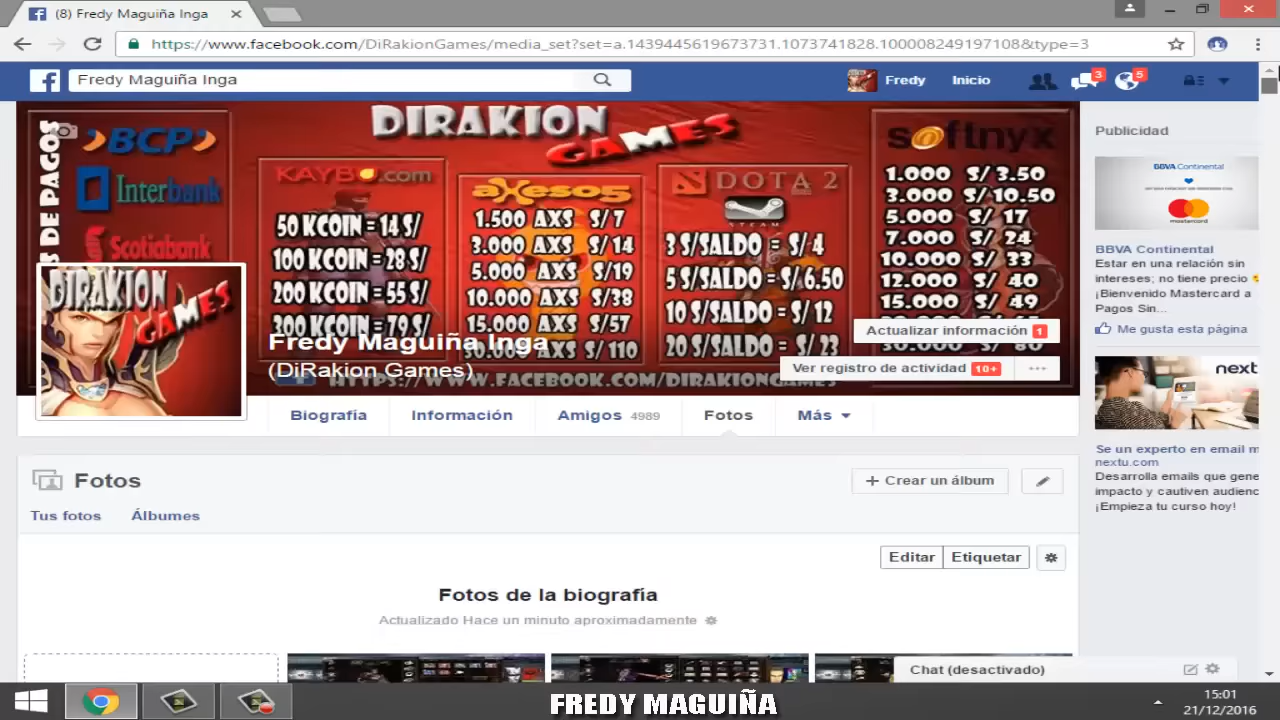 (8) Fredy Maguiña Inga
https://www.facebook.com/DiRakionGames/media_set?set=a.1439445619673731.1073741828.100008249197108&type=3
Fredy Maguiña Inga
Fredy
Inicio
3
5
DIRAKION
GAMES
S DE PAGOS
BCP
Interbank
Scotiabank
KAYBO.com
50 KCOIN = 14 S/
100 KCOIN = 28 S/
200 KCOIN = 55 S/
300 KCOIN = 79 S/
axeso5
1.500 AXS S/ 7
3.000 AXS S/ 14
5.000 AXS S/19
10.000 AXS S/38
15.000 AXS S/57
30.000 AXS S/ 110
DOTA 2
STEAM
3 S/SALDO = S/ 4
5 S/SALDO = S/ 6.50
10 S/SALDO = S/ 12
20 S/SALDO = S/ 23
softnyx
1.000 S/ 3.50
3.000 S/ 10.50
5.000 S/ 17
7.000 S/ 24
10.000 S/ 33
12.000 S/ 40
15.000 S/ 49
30.000 S/ 80
HTTPS://WWW.FACEBOOK.COM/DIRAKIONGAMES
DIRAKION
GAMES
Fredy Maguiña Inga
(DiRakion Games)
Actualizar información 1
Ver registro de actividad 10+
Biografía
Información
Amigos 4989
Fotos
Más
Fotos
+ Crear un álbum
Tus fotos
Álbumes
Editar
Etiquetar
Fotos de la biografía
Actualizado Hace un minuto aproximadamente
Publicidad
BBVA Continental
mastercard
BBVA Continental
Estar en una relación sin
intereses; no tiene precio
¡Bienvenido Mastercard a
Pagos Sin...
Me gusta esta página
next
Se un experto en email m
nextu.com
Desarrolla emails que gene
impacto y cautiven audienc
¡Empieza tu curso hoy!
Chat (desactivado)
FREDY MAGUIÑA
15:01
21/12/2016